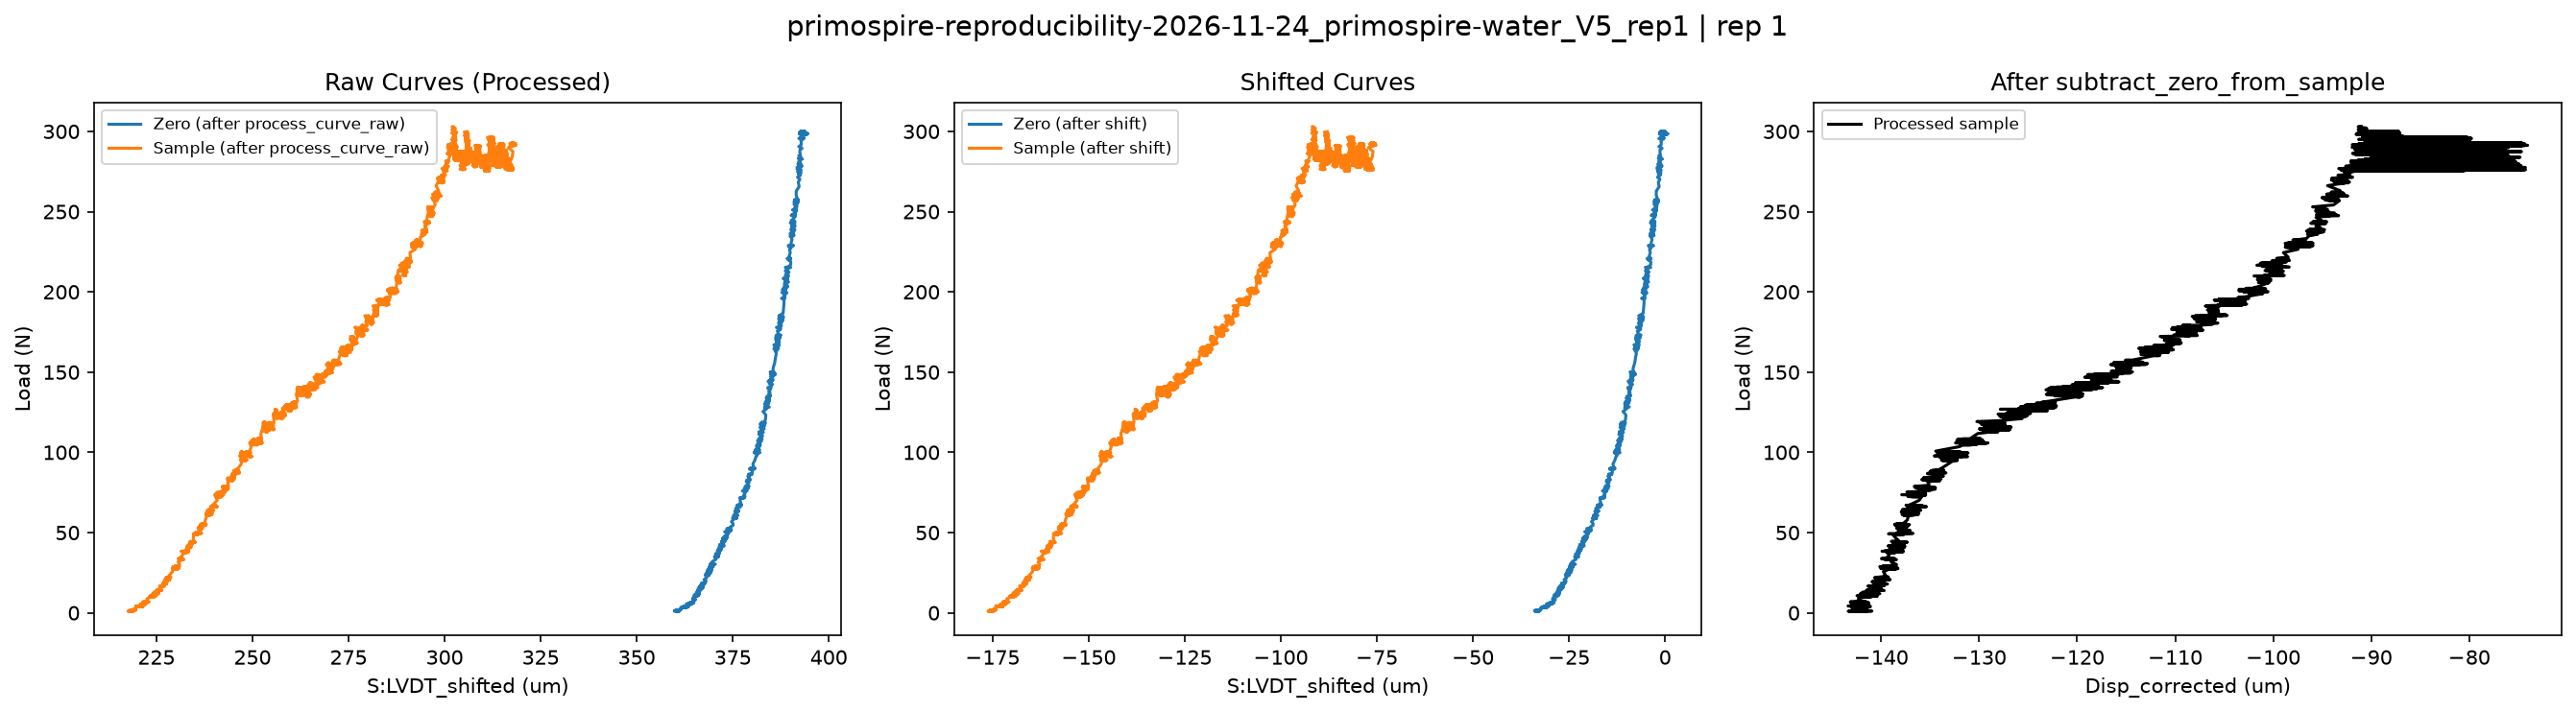 primospire-reproducibility-2026-11-24_primospire-water_V5_rep1 | rep 1
Raw Curves (Processed)
Zero (after process_curve_raw)
Sample (after process_curve_raw)
Load (N)
300
250
200
150
100
50
0
225 250 275 300 325 350 375 400
S:LVDT_shifted (um)
Shifted Curves
Zero (after shift)
Sample (after shift)
Load (N)
300
250
200
150
100
50
0
−175 −150 −125 −100 −75 −50 −25 0
S:LVDT_shifted (um)
After subtract_zero_from_sample
Processed sample
Load (N)
300
250
200
150
100
50
0
−140 −130 −120 −110 −100 −90 −80
Disp_corrected (um)